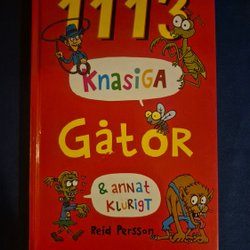 1113
KNASIGA
GÅTOR
& ANNAT
KLURIGT
Reid Persson